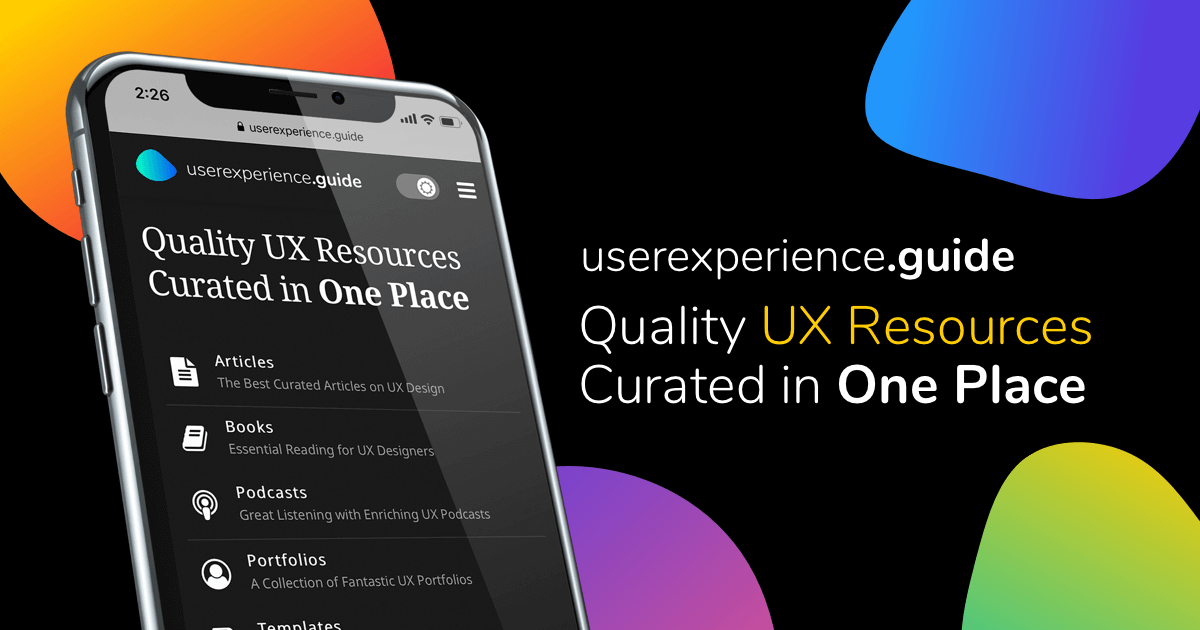 2:26
userexperience.guide
userexperience.guide
Quality UX Resources
Curated in One Place
Articles
The Best Curated Articles on UX Design
Books
Essential Reading for UX Designers
Podcasts
Great Listening with Enriching UX Podcasts
Portfolios
A Collection of Fantastic UX Portfolios
Templates
userexperience.guide
Quality UX Resources
Curated in One Place